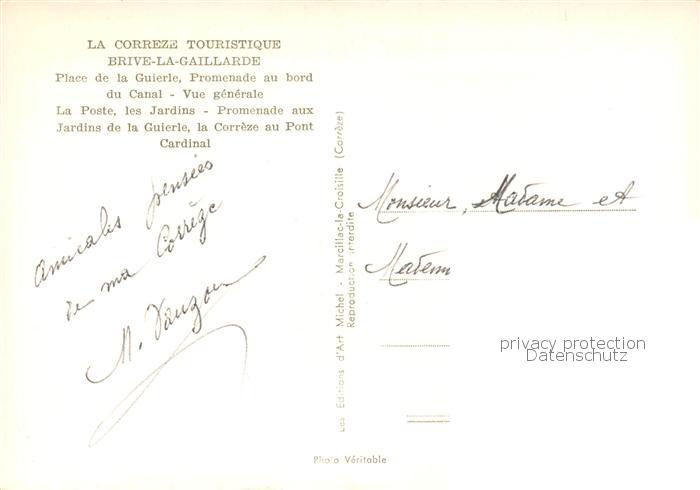 LA CORREZE TOURISTIQUE
BRIVE-LA-GAILLARDE
Place de la Guierle, Promenade au bord
du Canal - Vue générale
La Poste, les Jardins - Promenade aux
Jardins de la Guierle, la Corrèze au Pont
Cardinal
Amicales pensées
de ma Corrèze
M.
Les Editions d'Art Michel - Marcillac-la-Croisille (Corrèze)
Reproduction interdite
Monsieur, Madame et
Madem
privacy protection
Datenschutz
Photo Véritable